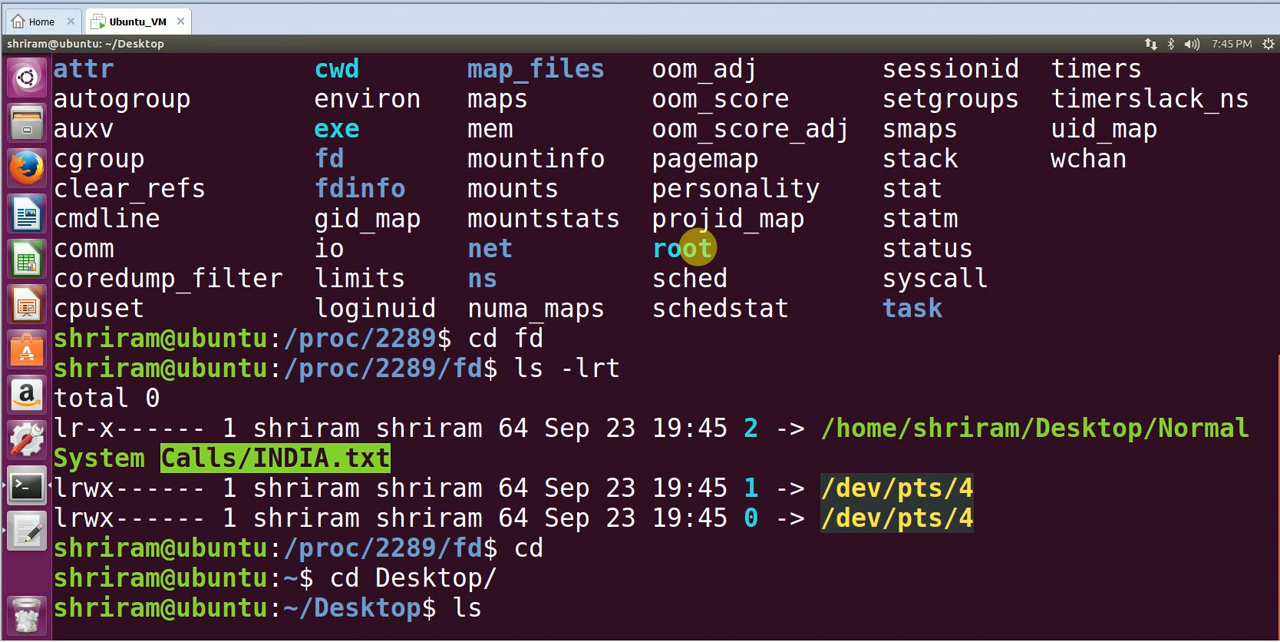 Home × Ubuntu_VM ×
shriram@ubuntu: ~/Desktop 7:45 PM
attr cwd map_files oom_adj sessionid timers
autogroup environ maps oom_score setgroups timerslack_ns
auxv exe mem oom_score_adj smaps uid_map
cgroup fd mountinfo pagemap stack wchan
clear_refs fdinfo mounts personality stat
cmdline gid_map mountstats projid_map statm
comm io net root status
coredump_filter limits ns sched syscall
cpuset loginuid numa_maps schedstat task
shriram@ubuntu:/proc/2289$ cd fd
shriram@ubuntu:/proc/2289/fd$ ls -lrt
total 0
lr-x------ 1 shriram shriram 64 Sep 23 19:45 2 -> /home/shriram/Desktop/Normal
System Calls/INDIA.txt
lrwx------ 1 shriram shriram 64 Sep 23 19:45 1 -> /dev/pts/4
lrwx------ 1 shriram shriram 64 Sep 23 19:45 0 -> /dev/pts/4
shriram@ubuntu:/proc/2289/fd$ cd
shriram@ubuntu:~$ cd Desktop/
shriram@ubuntu:~/Desktop$ ls